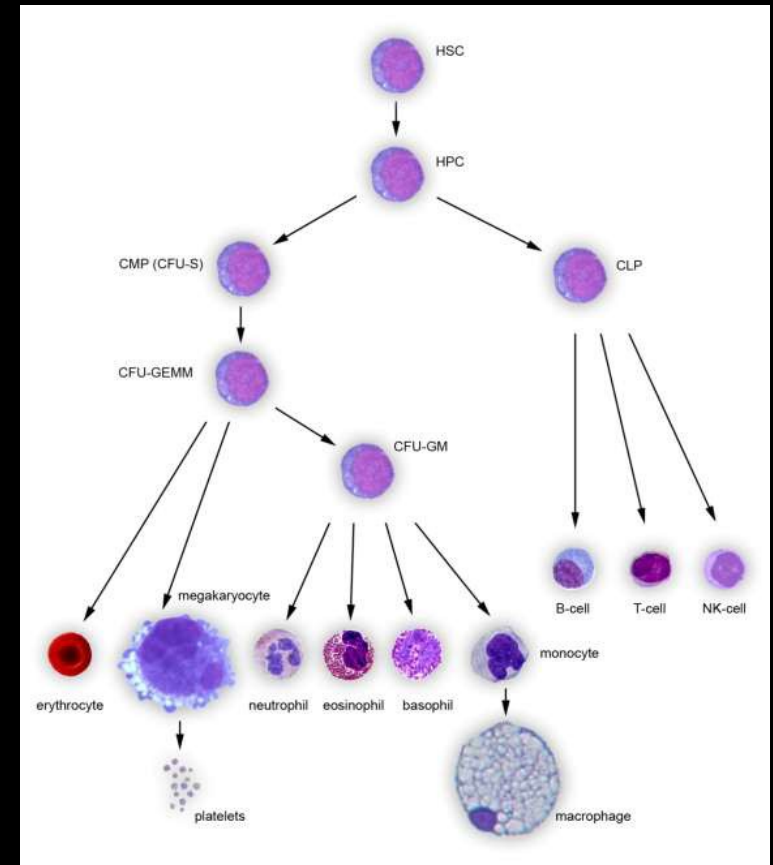 HSC
HPC
CMP (CFU-S)
CLP
CFU-GEMM
CFU-GM
megakaryocyte
B-cell
T-cell
NK-cell
monocyte
erythrocyte
neutrophil
eosinophil
basophil
platelets
macrophage